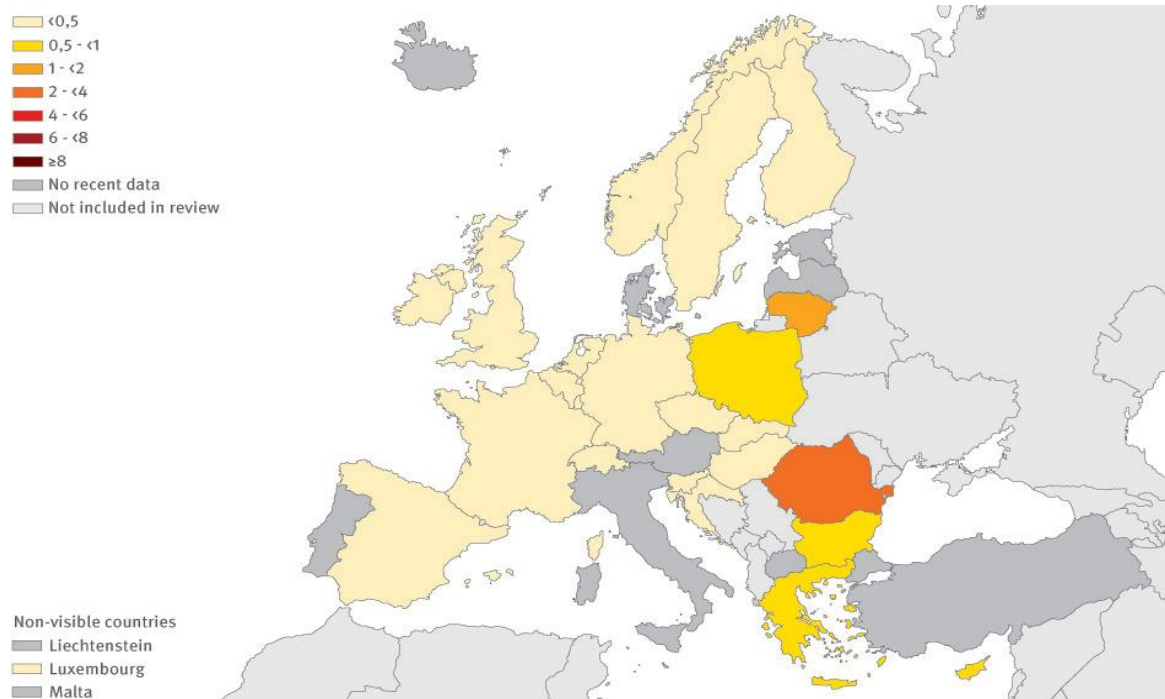 <0,5
0,5 - <1
1 - <2
2 - <4
4 - <6
6 - <8
≥8
No recent data
Not included in review
Non-visible countries
Liechtenstein
Luxembourg
Malta